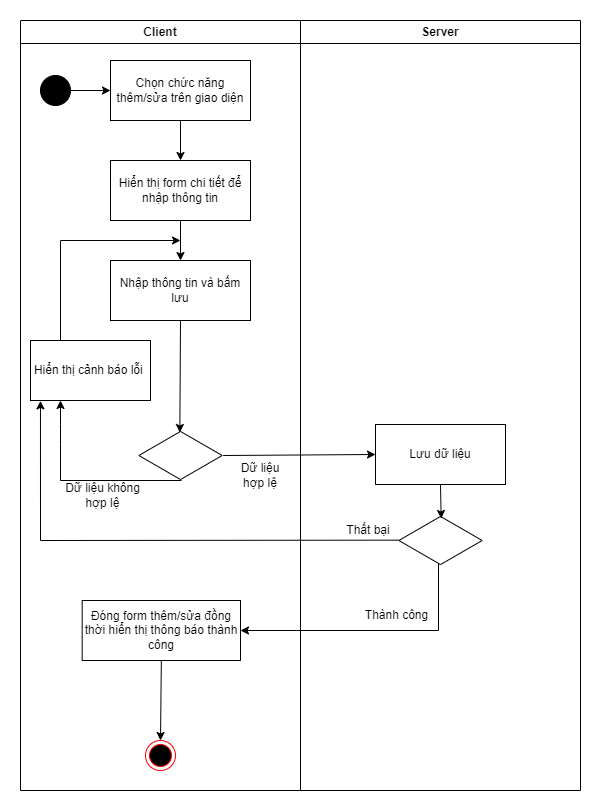 Client
Server
Chọn chức năng
thêm/sửa trên giao diện
Hiển thị form chi tiết để
nhập thông tin
Nhập thông tin và bấm
lưu
Hiển thị cảnh báo lỗi
Dữ liệu không
hợp lệ
Dữ liệu
hợp lệ
Lưu dữ liệu
Thất bại
Thành công
Đóng form thêm/sửa đồng
thời hiển thị thông báo thành
công